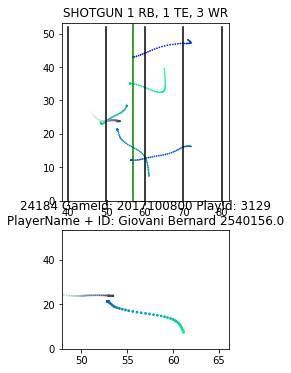 SHOTGUN 1 RB, 1 TE, 3 WR
50
40
30
20
10
0
40 50 60 70 80
24184 GameId: 2017100800 PlayId: 3129
PlayerName + ID: Giovani Bernard 2540156.0
40
20
0
50 55 60 65